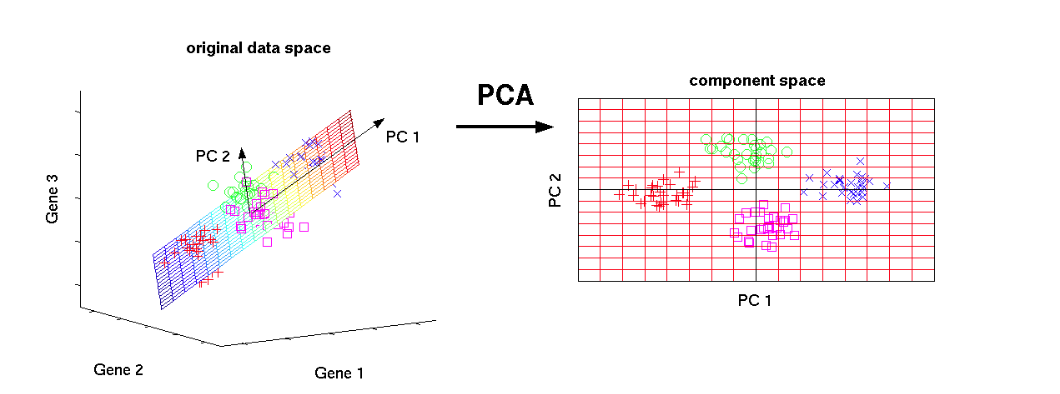 original data space
PCA
component space
PC 1
PC 2
Gene 3
PC 2
Gene 2
Gene 1
PC 1